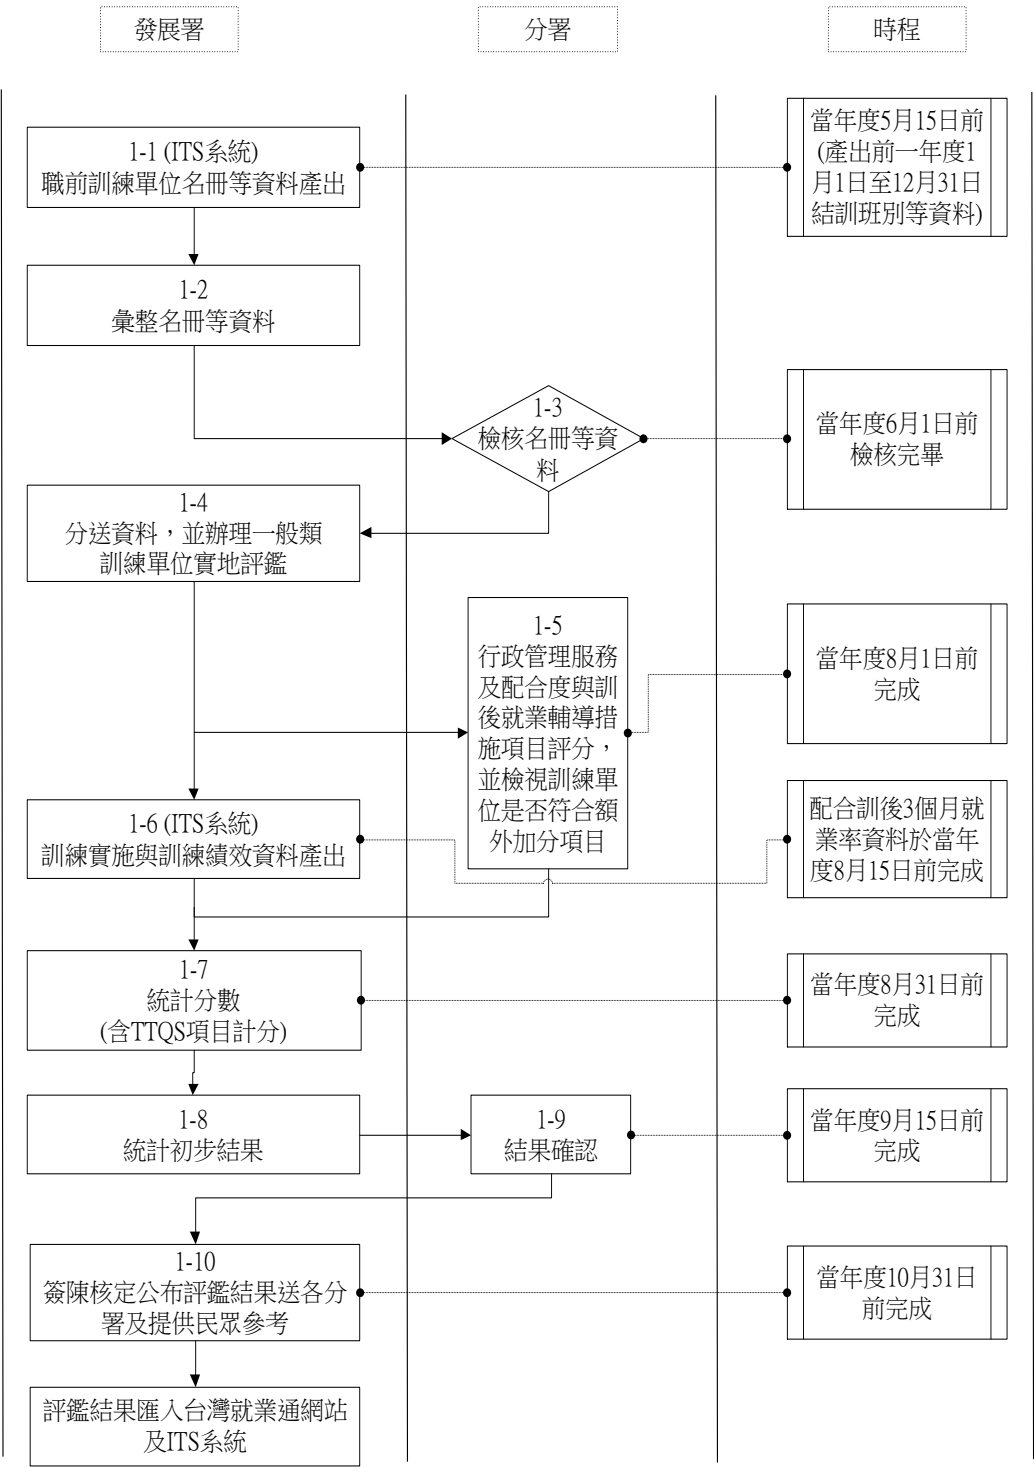 發展署
分署
時程
1-1 (ITS系統)
職前訓練單位名冊等資料產出
當年度5月15日前
(產出前一年度1
月1日至12月31日
結訓班別等資料)
1-2
彙整名冊等資料
1-3
檢核名冊等資
料
當年度6月1日前
檢核完畢
1-4
分送資料，並辦理一般類
訓練單位實地評鑑
1-5
行政管理服務
及配合度與訓
後就業輔導措
施項目評分，
並檢視訓練單
位是否符合額
外加分項目
當年度8月1日前
完成
1-6 (ITS系統)
訓練實施與訓練績效資料產出
配合訓後3個月就
業率資料於當年
度8月15日前完成
1-7
統計分數
(含TTQS項目計分)
當年度8月31日前
完成
1-8
統計初步結果
1-9
結果確認
當年度9月15日前
完成
1-10
簽陳核定公布評鑑結果送各分
署及提供民眾參考
當年度10月31日
前完成
評鑑結果匯入台灣就業通網站
及ITS系統